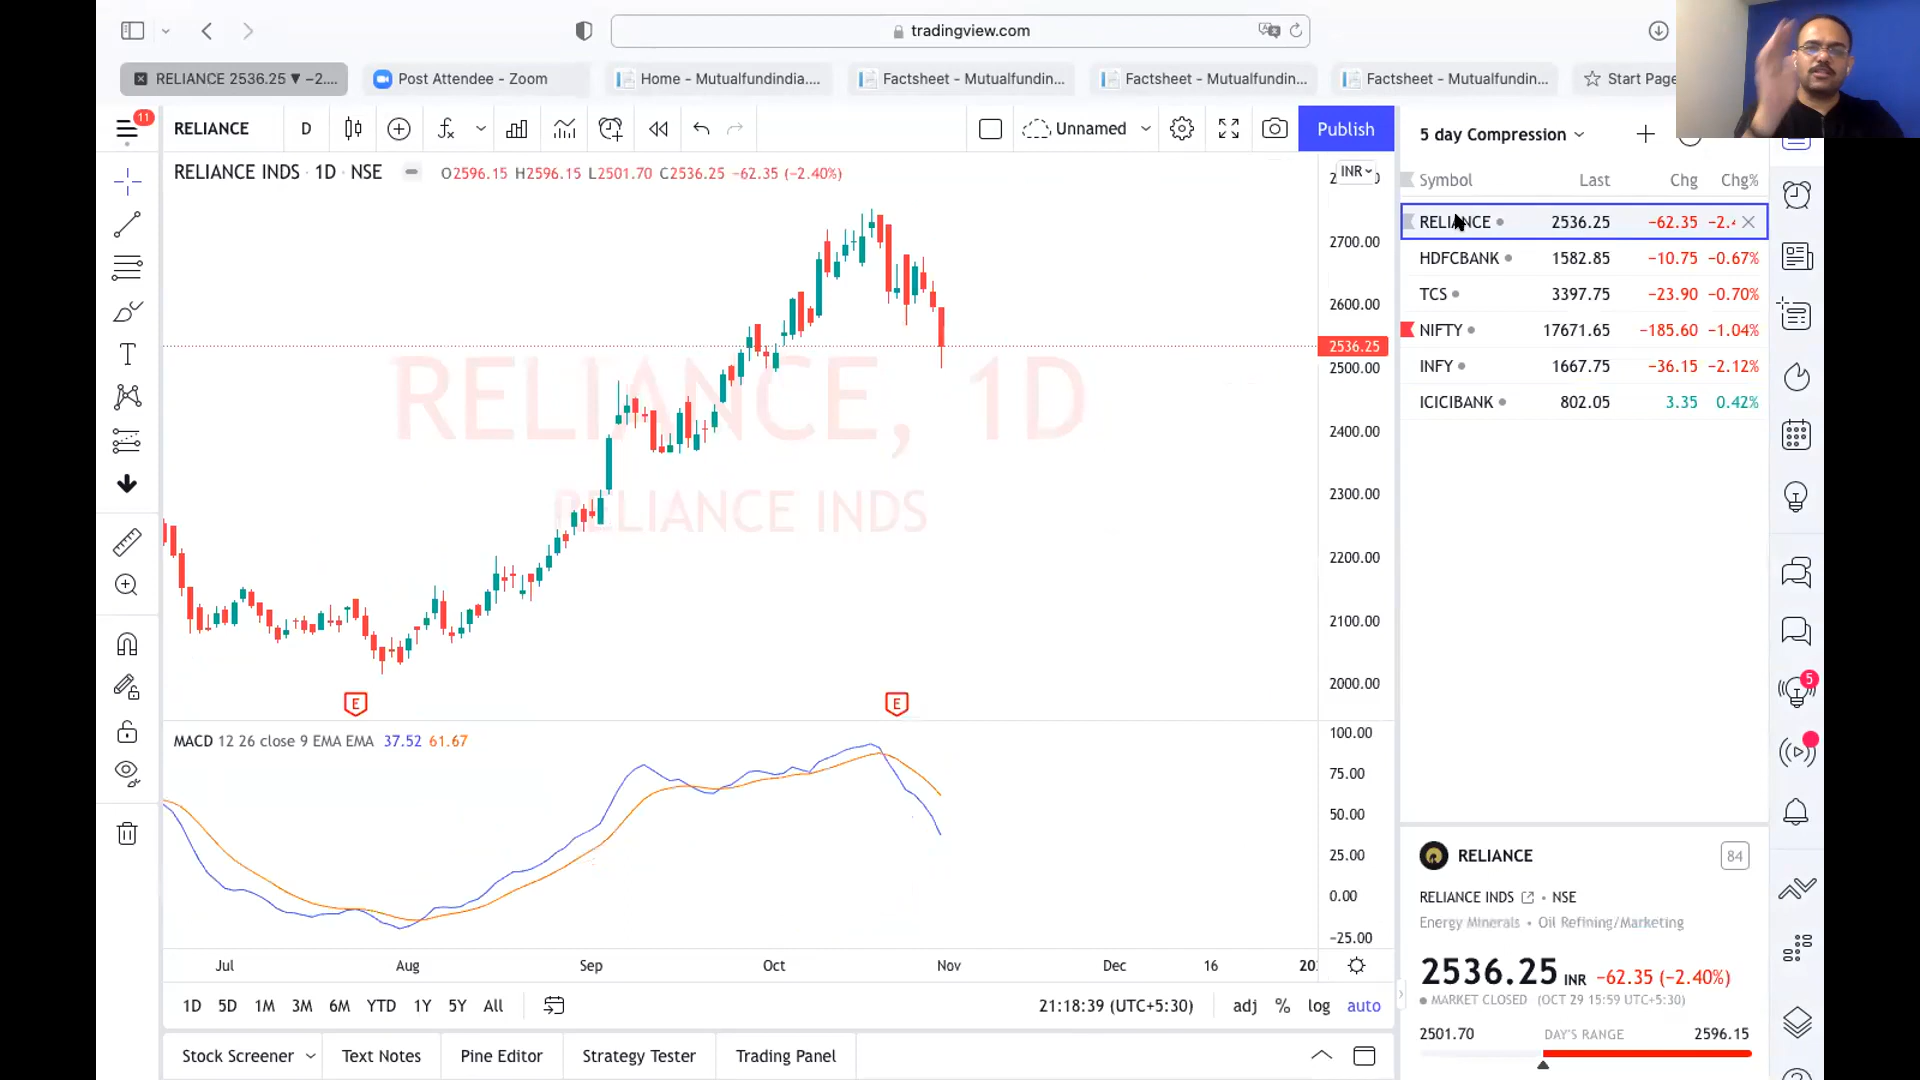 tradingview.com
RELIANCE 2536.25 ▼ −2....
Post Attendee - Zoom
Home - Mutualfundindia....
Factsheet - Mutualfundin...
Factsheet - Mutualfundin...
Factsheet - Mutualfundin...
Start Page
11
RELIANCE
D
Unnamed
Publish
5 day Compression
RELIANCE INDS · 1D · NSE
O2596.15 H2596.15 L2501.70 C2536.25 −62.35 (−2.40%)
INR
Symbol Last Chg Chg%
RELIANCE 2536.25 −62.35 −2.4
HDFCBANK 1582.85 −10.75 −0.67%
TCS 3397.75 −23.90 −0.70%
NIFTY 17671.65 −185.60 −1.04%
INFY 1667.75 −36.15 −2.12%
ICICIBANK 802.05 3.35 0.42%
2700.00
2600.00
2536.25
2500.00
2400.00
2300.00
2200.00
2100.00
2000.00
RELIANCE, 1D
RELIANCE INDS
E
E
MACD 12 26 close 9 EMA EMA 37.52 61.67
100.00
75.00
50.00
25.00
0.00
−25.00
Jul Aug Sep Oct Nov Dec 16
1D 5D 1M 3M 6M YTD 1Y 5Y All
21:18:39 (UTC+5:30)
adj % log auto
Stock Screener
Text Notes
Pine Editor
Strategy Tester
Trading Panel
5
RELIANCE
84
RELIANCE INDS · NSE
Energy Minerals • Oil Refining/Marketing
2536.25 INR −62.35 (−2.40%)
MARKET CLOSED (OCT 29 15:59 UTC+5:30)
2501.70 DAY'S RANGE 2596.15